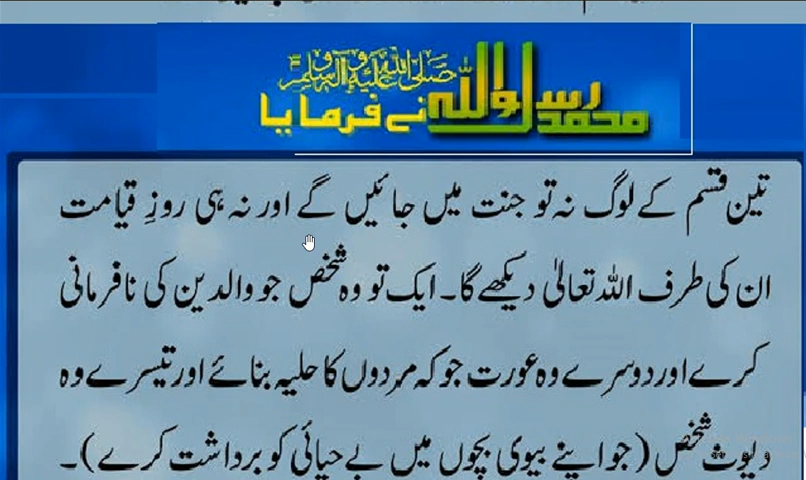 محمد رسول اللہ صلی اللہ علیہ وآلہ وسلم
نے فرمایا
تین قسم کے لوگ نہ تو جنت میں جائیں گے اور نہ ہی روزِ قیامت
ان کی طرف اللہ تعالیٰ دیکھے گا۔ ایک تو وہ شخص جو والدین کی نافرمانی
کرے اور دوسرے وہ عورت جو کہ مردوں کا حلیہ بنائے اور تیسرے وہ
دیوث شخص (جو اپنے بیوی بچوں میں بے حیائی کو برداشت کرے)۔